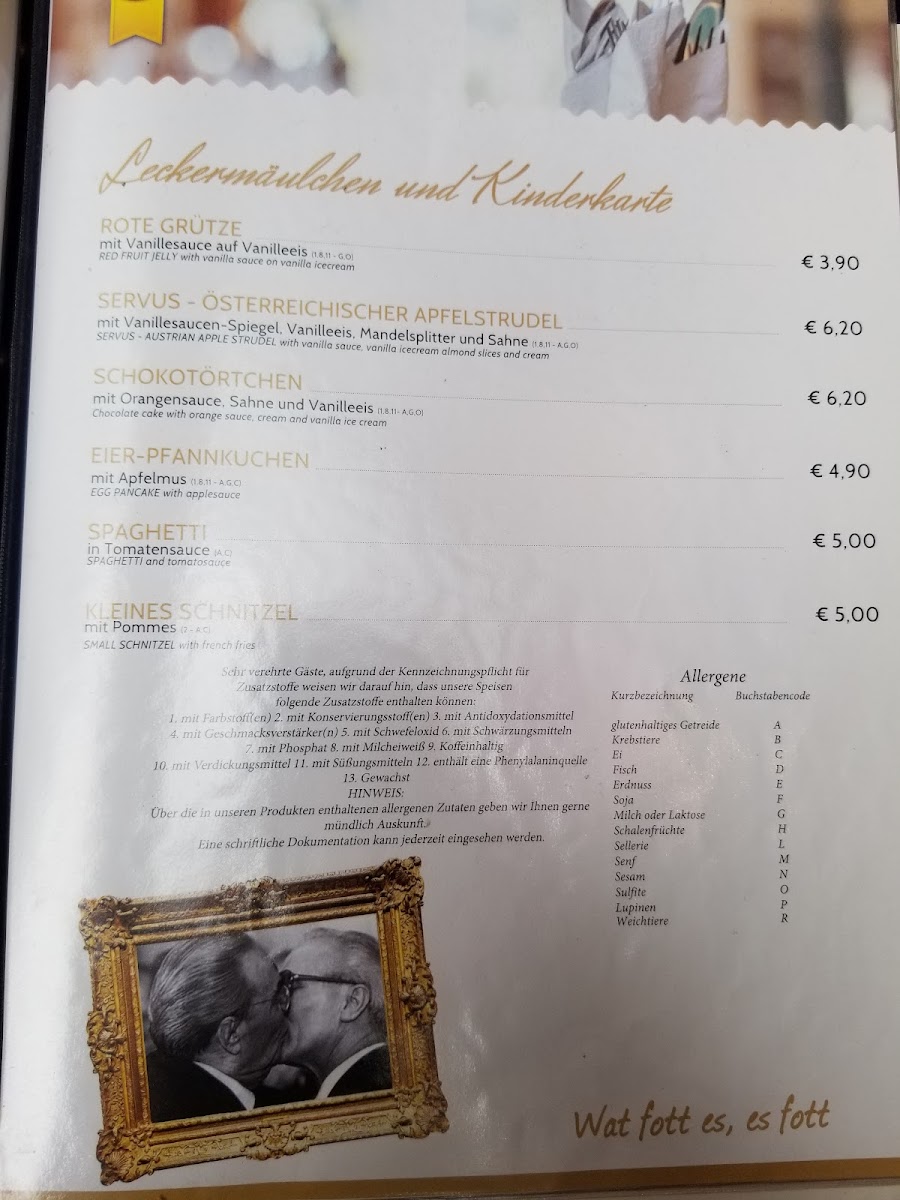 Leckermäulchen und Kinderkarte
ROTE GRÜTZE
mit Vanillesauce auf Vanilleeis (1,8,11 - G,O)
RED FRUIT JELLY with vanilla sauce on vanilla icecream
€ 3,90
SERVUS - ÖSTERREICHISCHER APFELSTRUDEL
mit Vanillesaucen-Spiegel, Vanilleeis, Mandelsplitter und Sahne (1,8,11 - A,G,O)
SERVUS - AUSTRIAN APPLE STRUDEL with vanilla sauce, vanilla icecream almond slices and cream
€ 6,20
SCHOKOTÖRTCHEN
mit Orangensauce, Sahne und Vanilleeis (1,8,11- A,G,O)
Chocolate cake with orange sauce, cream and vanilla ice cream
€ 6,20
EIER-PFANNKUCHEN
mit Apfelmus (1,8,11 - A,G,C)
EGG PANCAKE with applesauce
€ 4,90
SPAGHETTI
in Tomatensauce (A,C)
SPAGHETTI and tomatosauce
€ 5,00
KLEINES SCHNITZEL
mit Pommes
SMALL SCHNITZEL with french fries
€ 5,00
Sehr verehrte Gäste, aufgrund der Kennzeichnungspflicht für
Zusatzstoffe weisen wir darauf hin, dass unsere Speisen
folgende Zusatzstoffe enthalten können:
1. mit Farbstoff(en) 2. mit Konservierungsstoff(en) 3. mit Antidoxydationsmittel
4. mit Geschmacksverstärker(n) 5. mit Schwefeloxid 6. mit Schwärzungsmitteln
7. mit Phosphat 8. mit Milcheiweiß 9. Koffeinhaltig
10. mit Verdickungsmittel 11. mit Süßungsmitteln 12. enthält eine Phenylalaninquelle
13. Gewachst
HINWEIS:
Über die in unseren Produkten enthaltenen allergenen Zutaten geben wir Ihnen gerne
mündlich Auskunft.
Eine schriftliche Dokumentation kann jederzeit eingesehen werden.
Allergene
Kurzbezeichnung Buchstabencode
glutenhaltiges Getreide A
Krebstiere B
Ei C
Fisch D
Erdnuss E
Soja F
Milch oder Laktose G
Schalenfrüchte H
Sellerie L
Senf M
Sesam N
Sulfite O
Lupinen P
Weichtiere R
Wat fott es, es fott